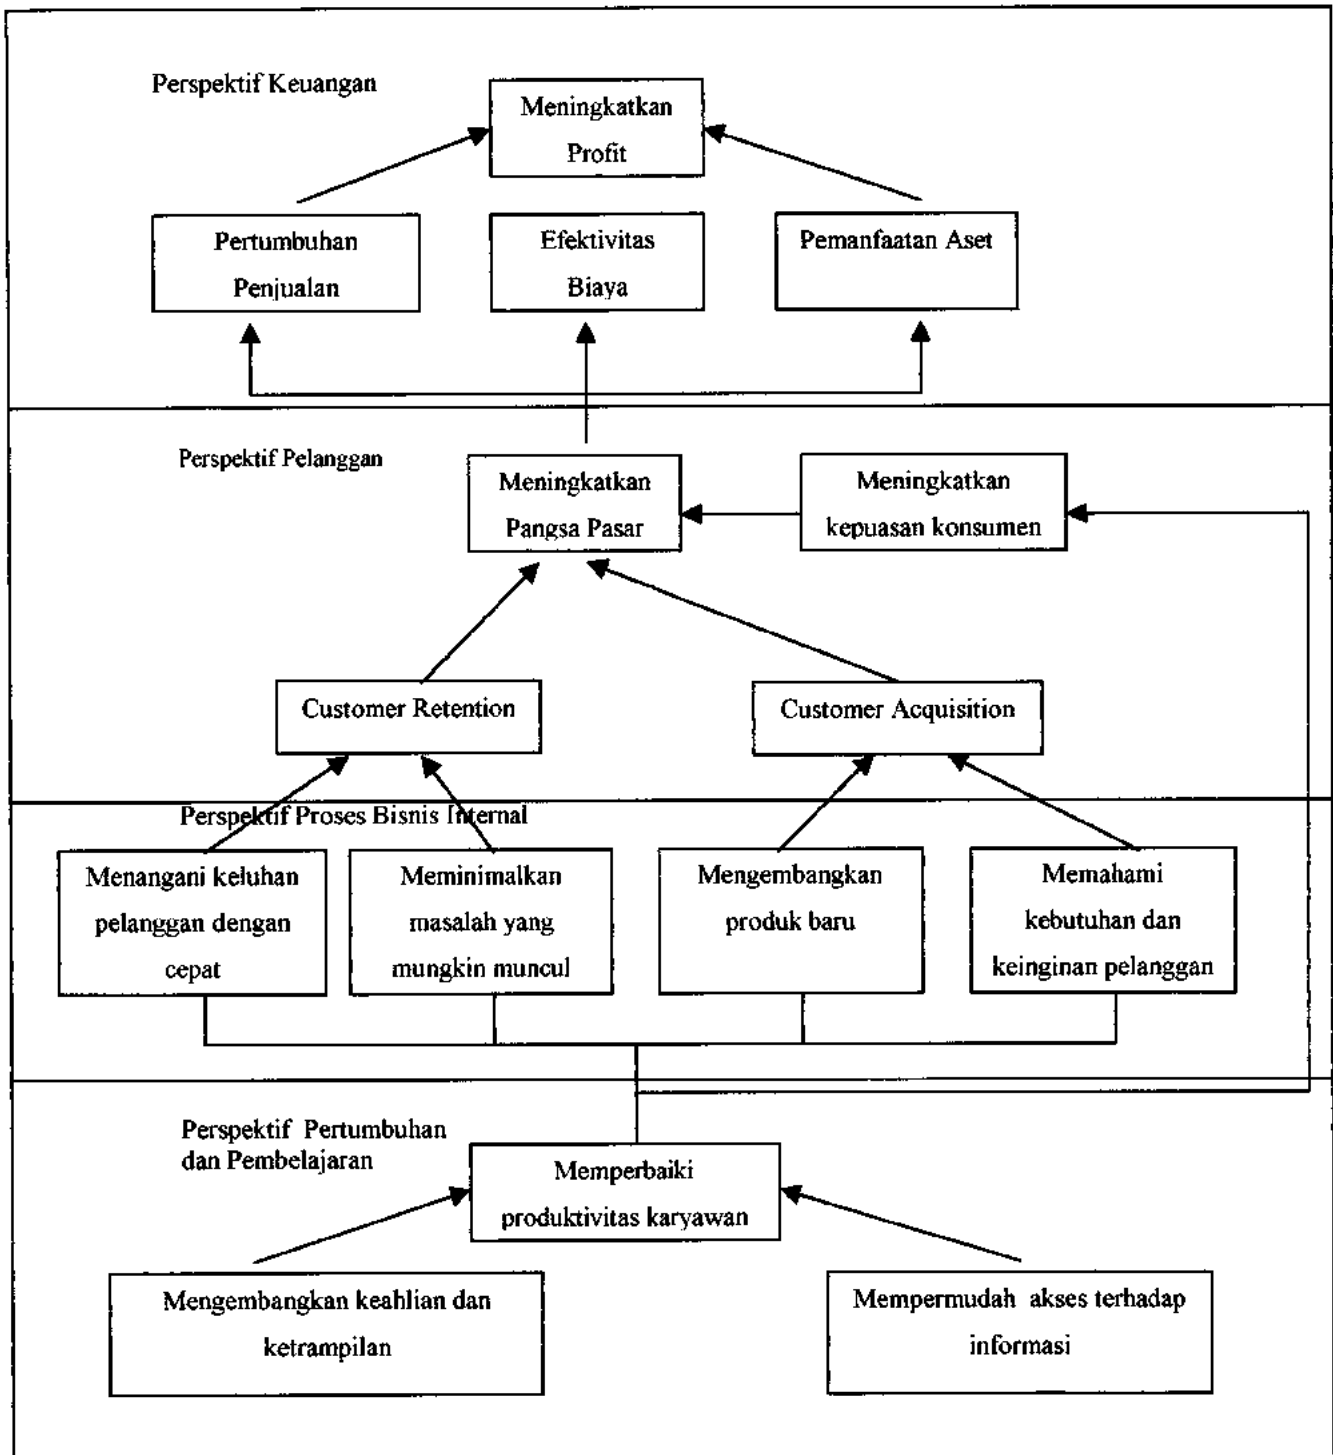 Perspektif Keuangan
Meningkatkan
Profit
Pertumbuhan
Penjualan
Efektivitas
Biaya
Pemanfaatan Aset
Perspektif Pelanggan
Meningkatkan
Pangsa Pasar
Meningkatkan
kepuasan konsumen
Customer Retention
Customer Acquisition
Perspektif Proses Bisnis Internal
Menangani keluhan
pelanggan dengan
cepat
Meminimalkan
masalah yang
mungkin muncul
Mengembangkan
produk baru
Memahami
kebutuhan dan
keinginan pelanggan
Perspektif Pertumbuhan
dan Pembelajaran
Memperbaiki
produktivitas karyawan
Mengembangkan keahlian dan
ketrampilan
Mempermudah akses terhadap
informasi